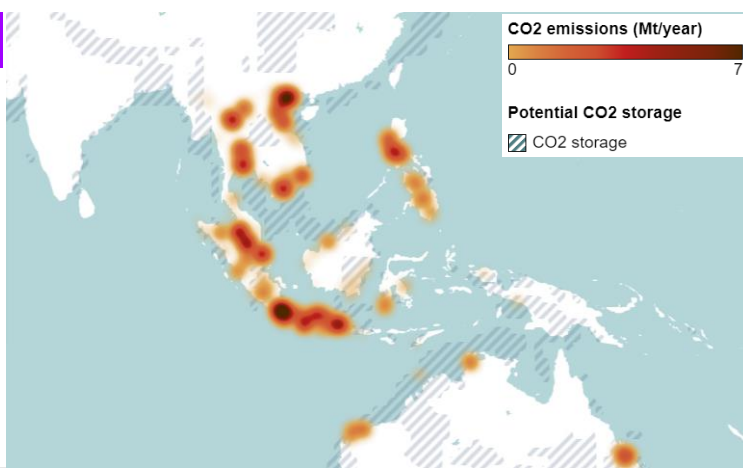 CO2 emissions (Mt/year)
0 7
Potential CO2 storage
CO2 storage